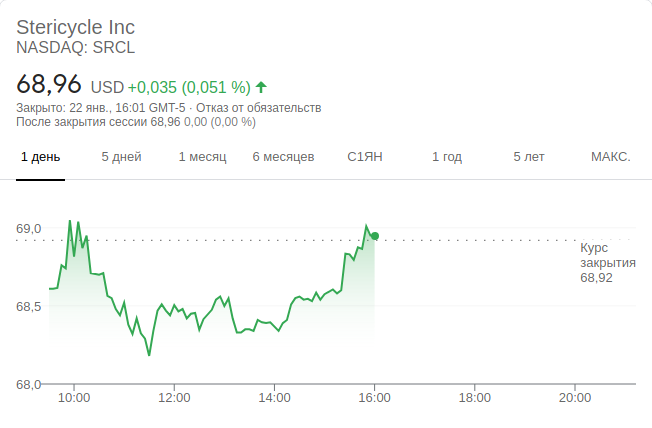 Stericycle Inc
NASDAQ: SRCL
68,96 USD +0,035 (0,051 %)
Закрыто: 22 янв., 16:01 GMT-5 · Отказ от обязательств
После закрытия сессии 68,96 0,00 (0,00 %)
1 день 5 дней 1 месяц 6 месяцев С1ЯН 1 год 5 лет МАКС.
69,0
Курс
закрытия
68,92
68,5
68,0
10:00 12:00 14:00 16:00 18:00 20:00